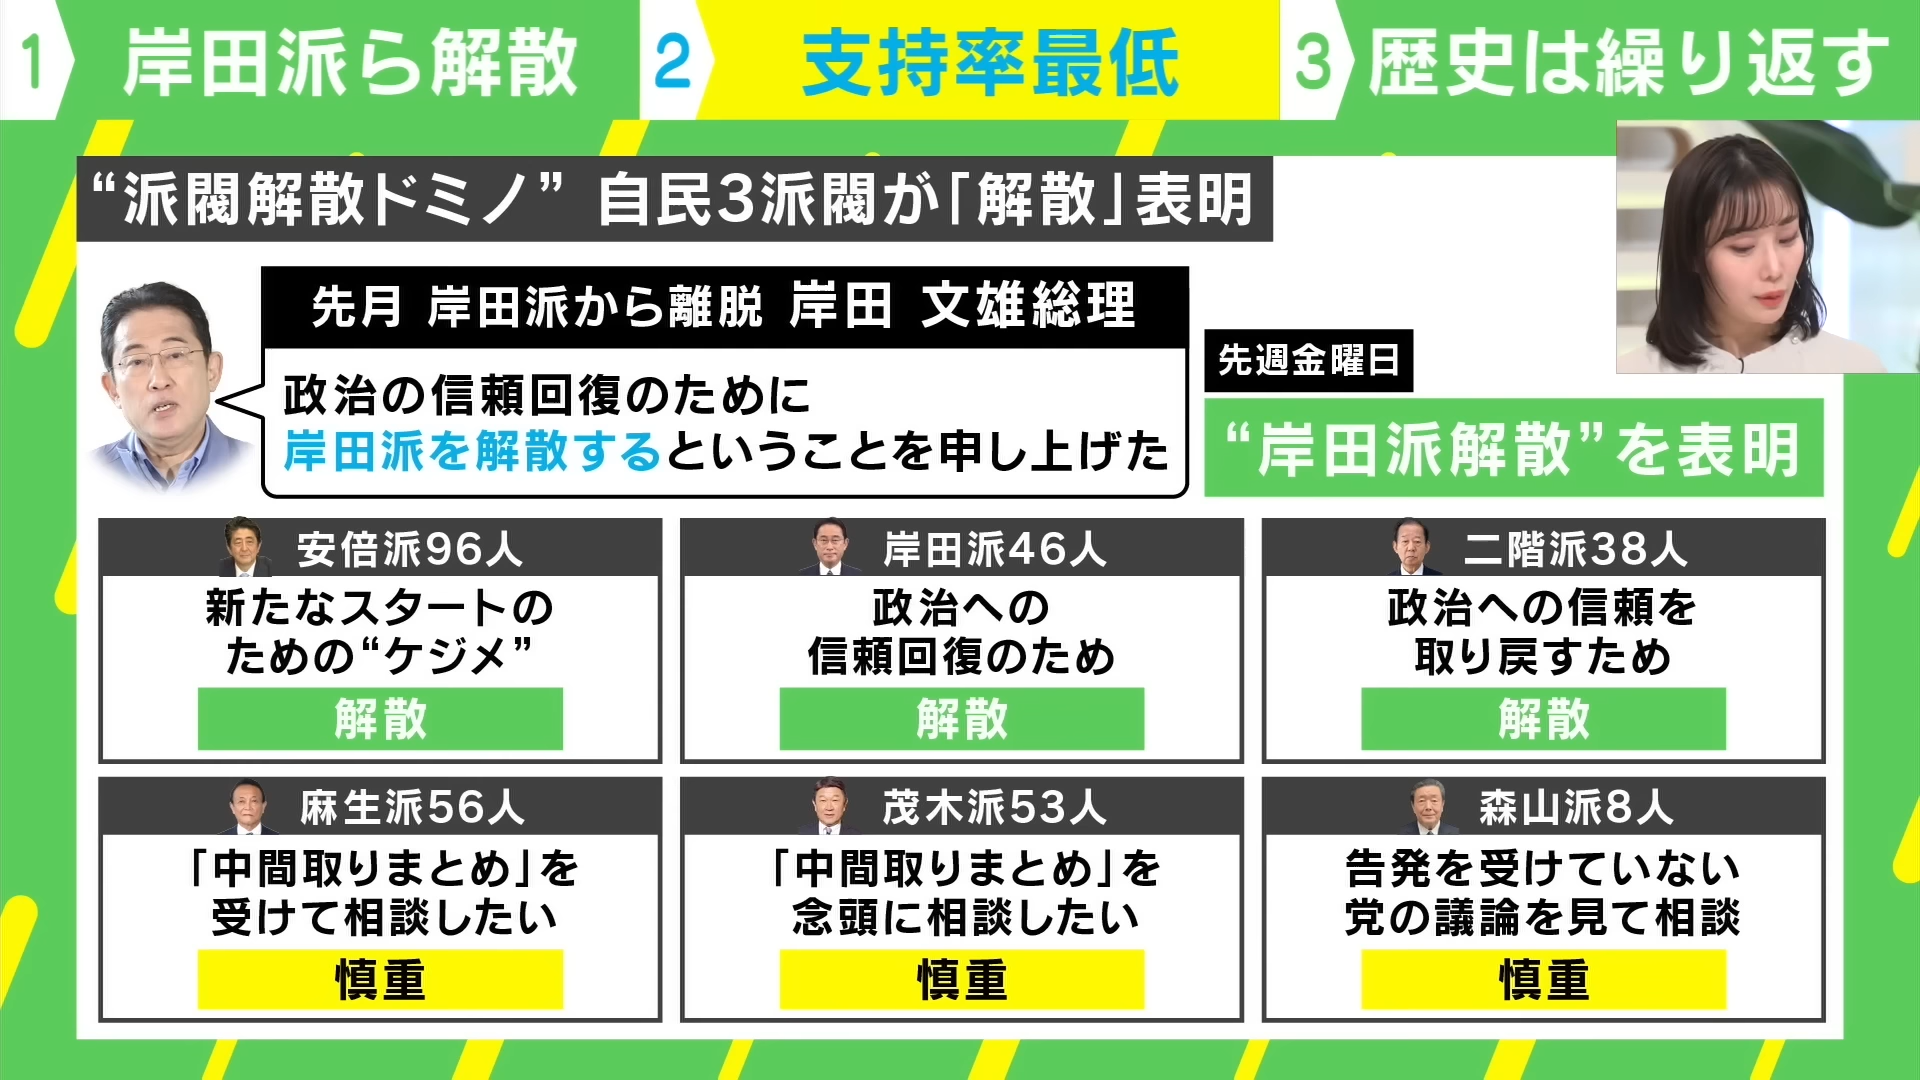 1 岸田派ら解散
2 支持率最低
3 歴史は繰り返す
“派閥解散ドミノ” 自民3派閥が「解散」表明
先月 岸田派から離脱 岸田 文雄総理
政治の信頼回復のために
岸田派を解散するということを申し上げた
先週金曜日
“岸田派解散”を表明
安倍派96人
新たなスタートの
ための“ケジメ”
解散
岸田派46人
政治への
信頼回復のため
解散
二階派38人
政治への信頼を
取り戻すため
解散
麻生派56人
「中間取りまとめ」を
受けて相談したい
慎重
茂木派53人
「中間取りまとめ」を
念頭に相談したい
慎重
森山派8人
告発を受けていない
党の議論を見て相談
慎重